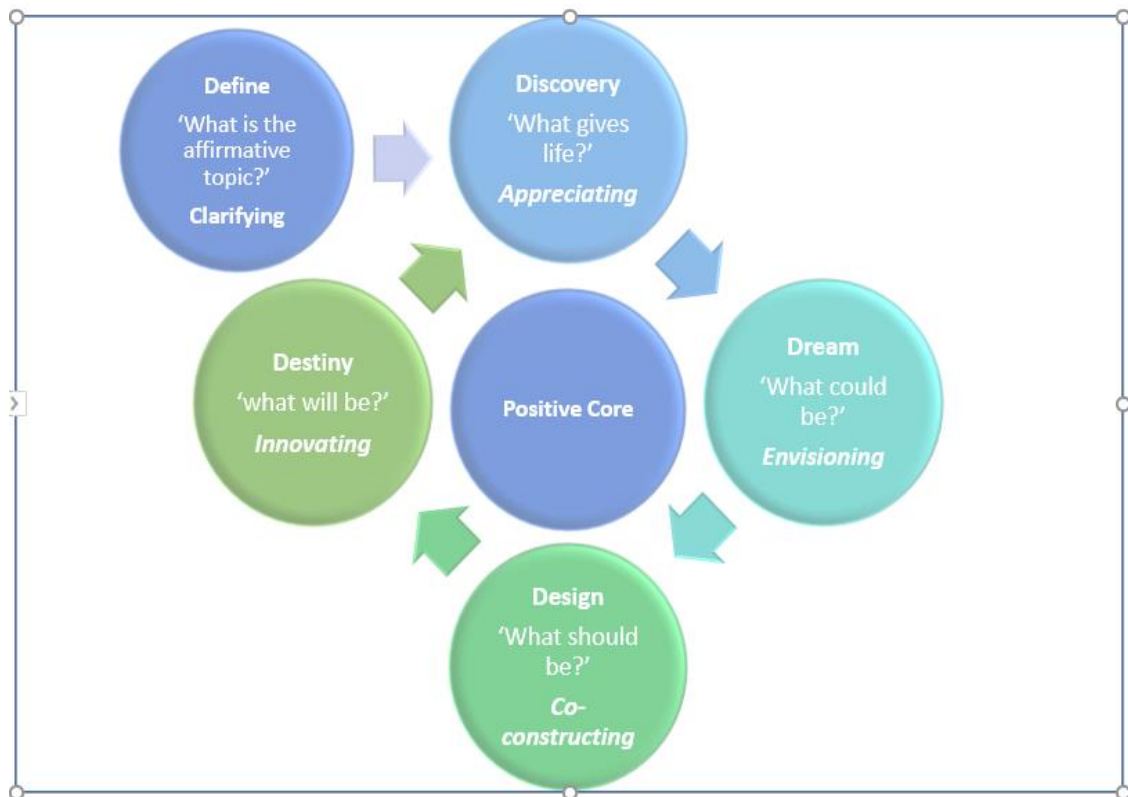 Define
‘What is the
affirmative
topic?’
Clarifying
Discovery
‘What gives
life?’
Appreciating
Dream
‘What could
be?’
Envisioning
Design
‘What should
be?’
Co-
constructing
Destiny
‘what will be?’
Innovating
Positive Core